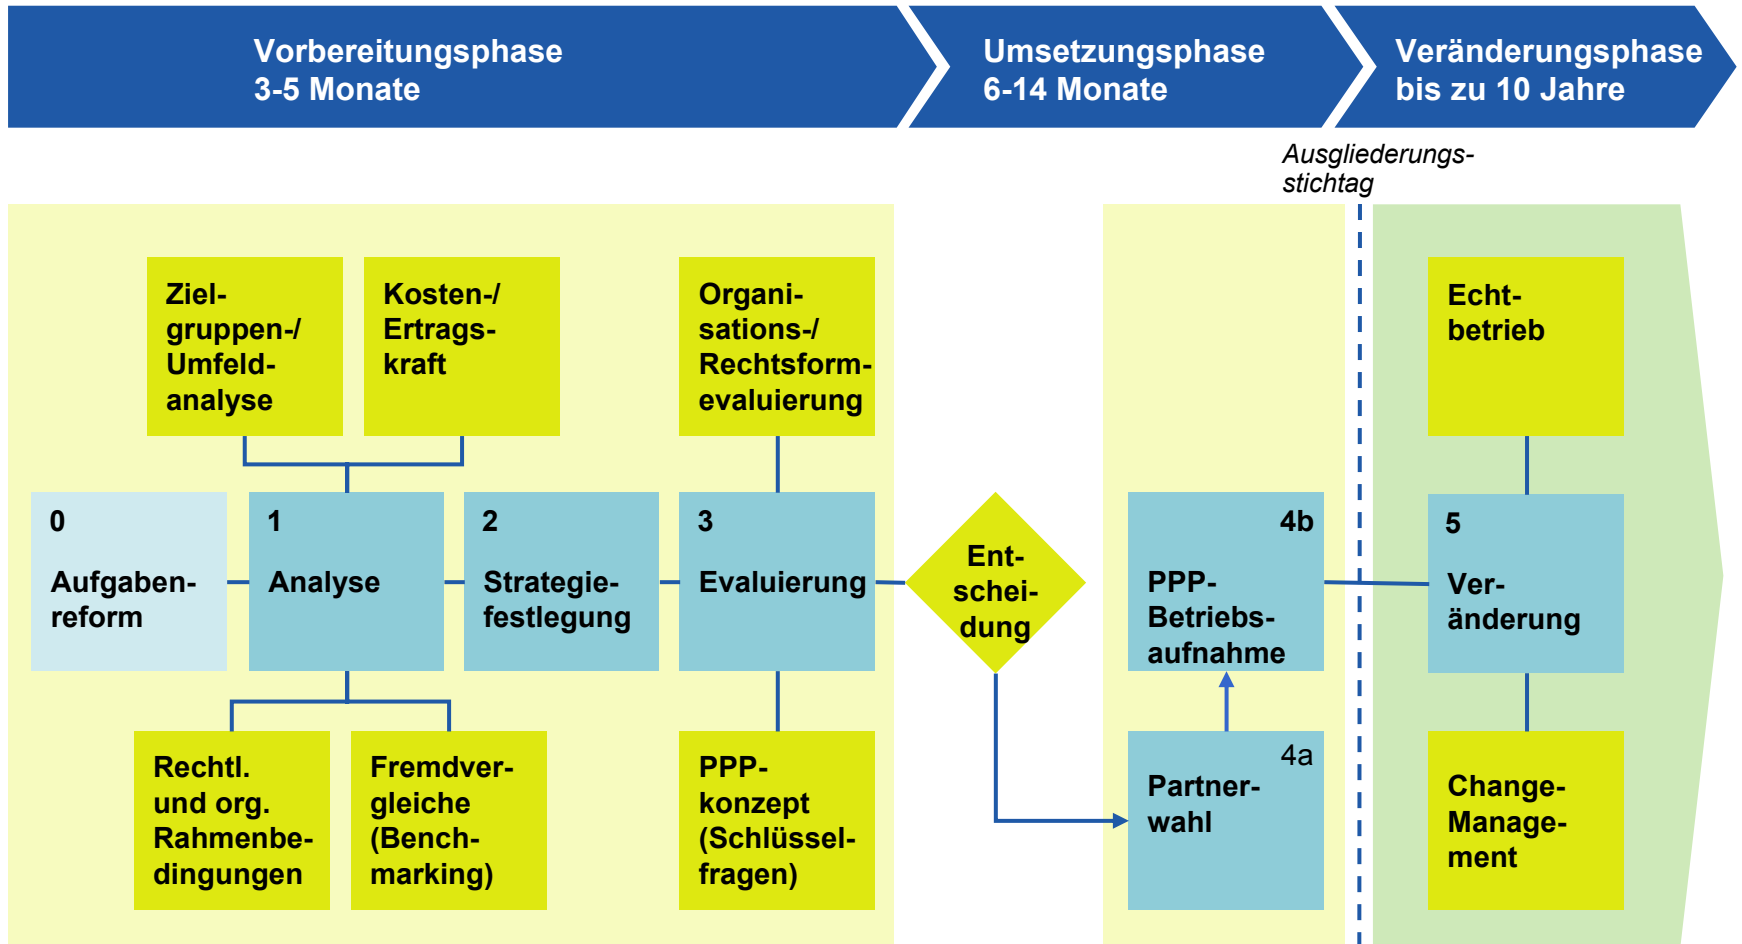 Vorbereitungsphase
3-5 Monate
Umsetzungsphase
6-14 Monate
Veränderungsphase
bis zu 10 Jahre
Ausgliederungs-
stichtag
Ziel-
gruppen-/
Umfeld-
analyse
Kosten-/
Ertrags-
kraft
Organi-
sations-/
Rechtsform-
evaluierung
Echt-
betrieb
0
Aufgaben-
reform
1
Analyse
2
Strategie-
festlegung
3
Evaluierung
Ent-
schei-
dung
4b
PPP-
Betriebs-
aufnahme
5
Ver-
änderung
Rechtl.
und org.
Rahmenbe-
dingungen
Fremdver-
gleiche
(Bench-
marking)
PPP-
konzept
(Schlüssel-
fragen)
4a
Partner-
wahl
Change-
Manage-
ment